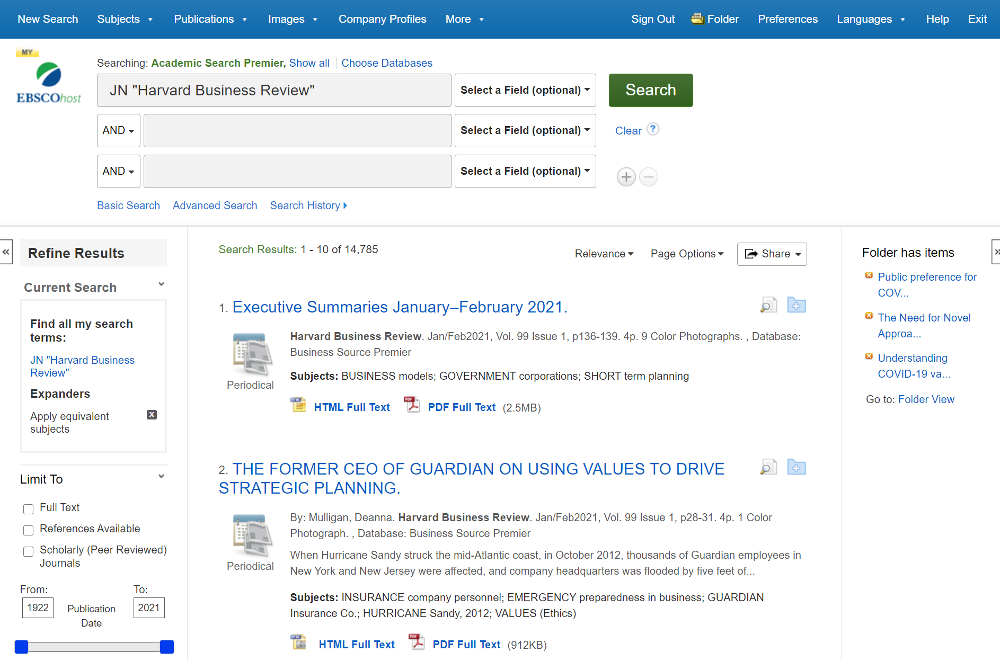 New Search Subjects Publications Images Company Profiles More Sign Out Folder Preferences Languages Help Exit
MY
EBSCOhost
Searching: Academic Search Premier, Show all Choose Databases
JN "Harvard Business Review" Select a Field (optional) Search
AND Select a Field (optional) Clear ?
AND Select a Field (optional)
Basic Search Advanced Search Search History
Refine Results
Current Search
Find all my search
terms:
JN "Harvard Business
Review"
Expanders
Apply equivalent
subjects
Limit To
Full Text
References Available
Scholarly (Peer Reviewed)
Journals
From: To:
1922 Publication 2021
Date
Search Results: 1 - 10 of 14,785
Relevance Page Options Share
1. Executive Summaries January–February 2021.
Periodical
Harvard Business Review. Jan/Feb2021, Vol. 99 Issue 1, p136-139. 4p. 9 Color Photographs. , Database:
Business Source Premier
Subjects: BUSINESS models; GOVERNMENT corporations; SHORT term planning
HTML Full Text PDF Full Text (2.5MB)
2. THE FORMER CEO OF GUARDIAN ON USING VALUES TO DRIVE
STRATEGIC PLANNING.
Periodical
By: Mulligan, Deanna. Harvard Business Review. Jan/Feb2021, Vol. 99 Issue 1, p28-31. 4p. 1 Color
Photograph. , Database: Business Source Premier
When Hurricane Sandy struck the mid-Atlantic coast, in October 2012, thousands of Guardian employees in
New York and New Jersey were affected, and company headquarters was flooded by five feet of...
Subjects: INSURANCE company personnel; EMERGENCY preparedness in business; GUARDIAN
Insurance Co.; HURRICANE Sandy, 2012; VALUES (Ethics)
HTML Full Text PDF Full Text (912KB)
Folder has items
Public preference for
COV...
The Need for Novel
Approa...
Understanding
COVID-19 va...
Go to: Folder View